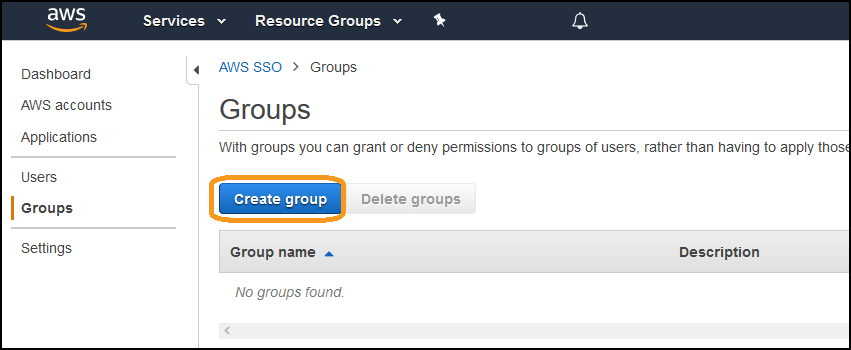 aws
Services
Resource Groups
Dashboard
AWS accounts
Applications
Users
Groups
Settings
AWS SSO > Groups
Groups
With groups you can grant or deny permissions to groups of users, rather than having to apply those
Create group
Delete groups
Group name
Description
No groups found.